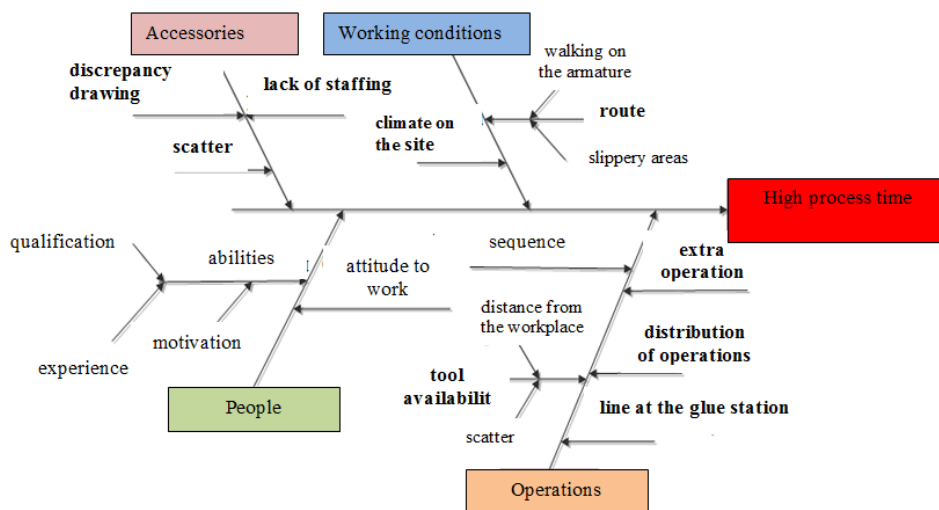 Accessories
Working conditions
walking on
the armature
discrepancy
drawing
lack of staffing
route
scatter
climate on
the site
slippery areas
High process time
qualification
abilities
sequence
extra
operation
attitude to
work
distance from
the workplace
motivation
experience
distribution
of operations
tool
availabilit
People
line at the glue station
scatter
Operations